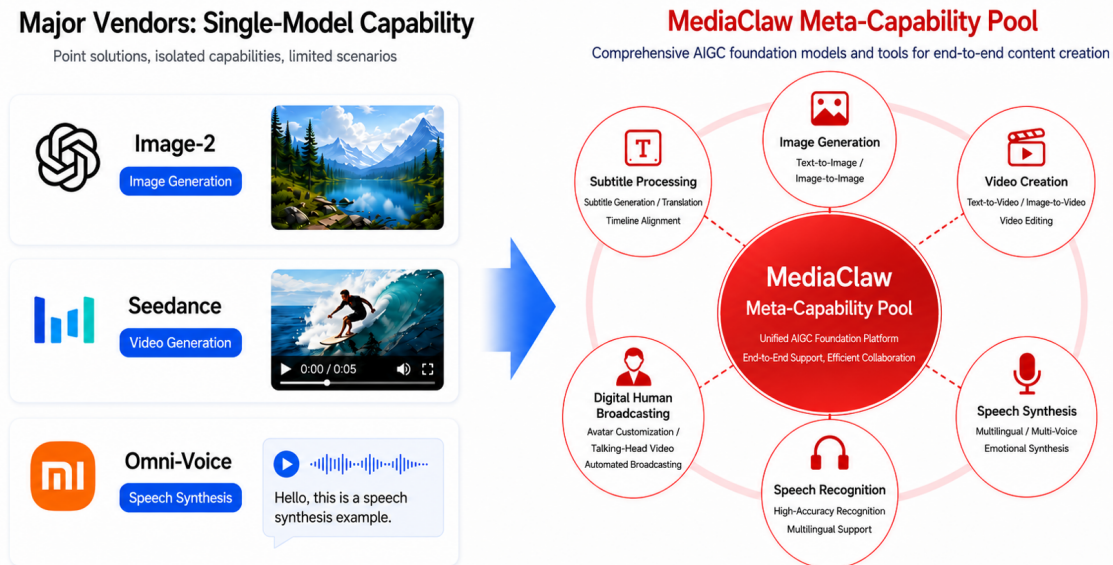 Major Vendors: Single-Model Capability
Point solutions, isolated capabilities, limited scenarios
Image-2
Image Generation
Seedance
Video Generation
0:00 / 0:05
mi
Omni-Voice
Speech Synthesis
Hello, this is a speech
synthesis example.
MediaClaw Meta-Capability Pool
Comprehensive AIGC foundation models and tools for end-to-end content creation
Image Generation
Text-to-Image /
Image-to-Image
T
Subtitle Processing
Subtitle Generation / Translation
Timeline Alignment
Video Creation
Text-to-Video / Image-to-Video
Video Editing
MediaClaw
Meta-Capability Pool
Unified AIGC Foundation Platform
End-to-End Support, Efficient Collaboration
Digital Human
Broadcasting
Avatar Customization /
Talking-Head Video
Automated Broadcasting
Speech Synthesis
Multilingual / Multi-Voice
Emotional Synthesis
Speech Recognition
High-Accuracy Recognition
Multilingual Support